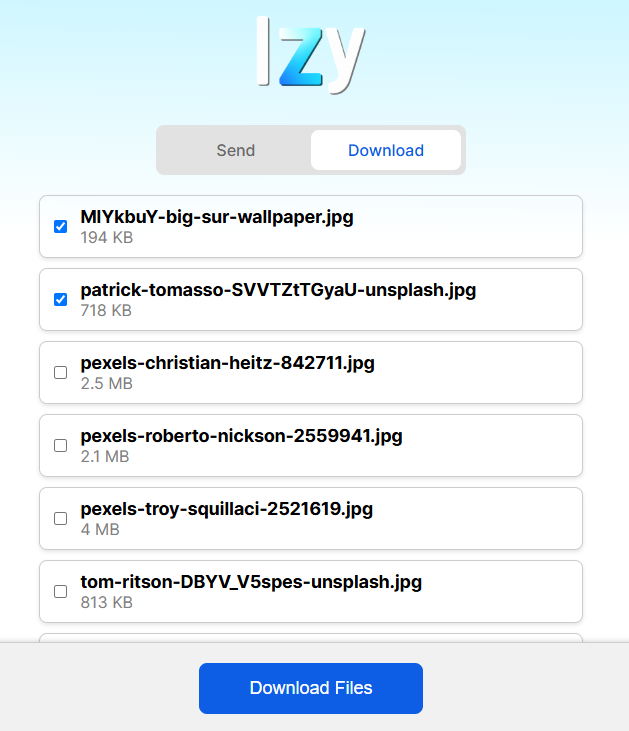 Izy
Send
Download
MIYkbuY-big-sur-wallpaper.jpg
194 KB
patrick-tomasso-SVVTZtTGyaU-unsplash.jpg
718 KB
pexels-christian-heitz-842711.jpg
2.5 MB
pexels-roberto-nickson-2559941.jpg
2.1 MB
pexels-troy-squillaci-2521619.jpg
4 MB
tom-ritson-DBYV_V5spes-unsplash.jpg
813 KB
Download Files